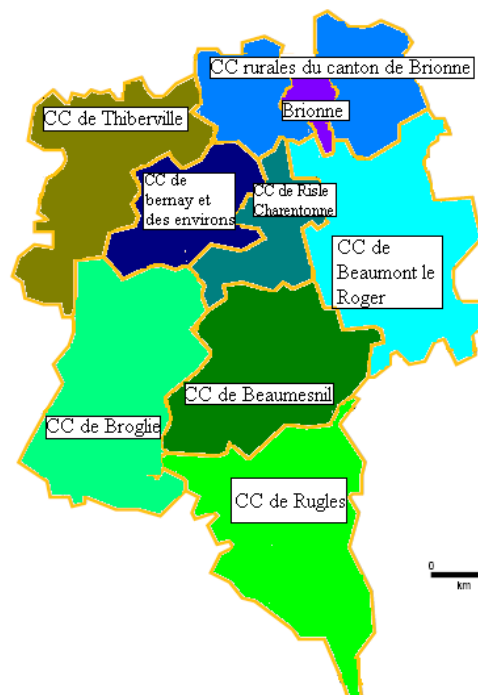 CC rurales du canton de Brionne
Brionne
CC de Thiberville
CC de
bernay et
des environs
CC de Risle
Charentonne
CC de
Beaumont le
Roger
CC de Beaumesnil
CC de Broglie
CC de Rugles
0
km